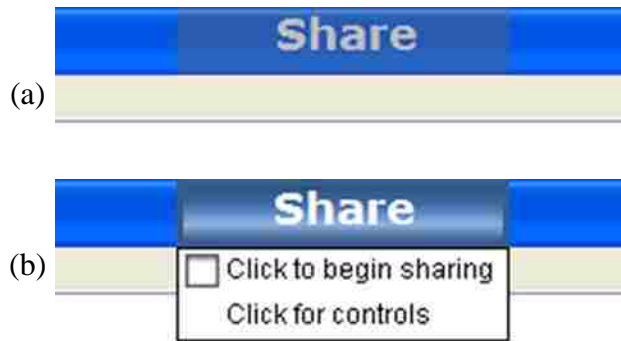 Share
(a)
Share
(b)
Click to begin sharing
Click for controls